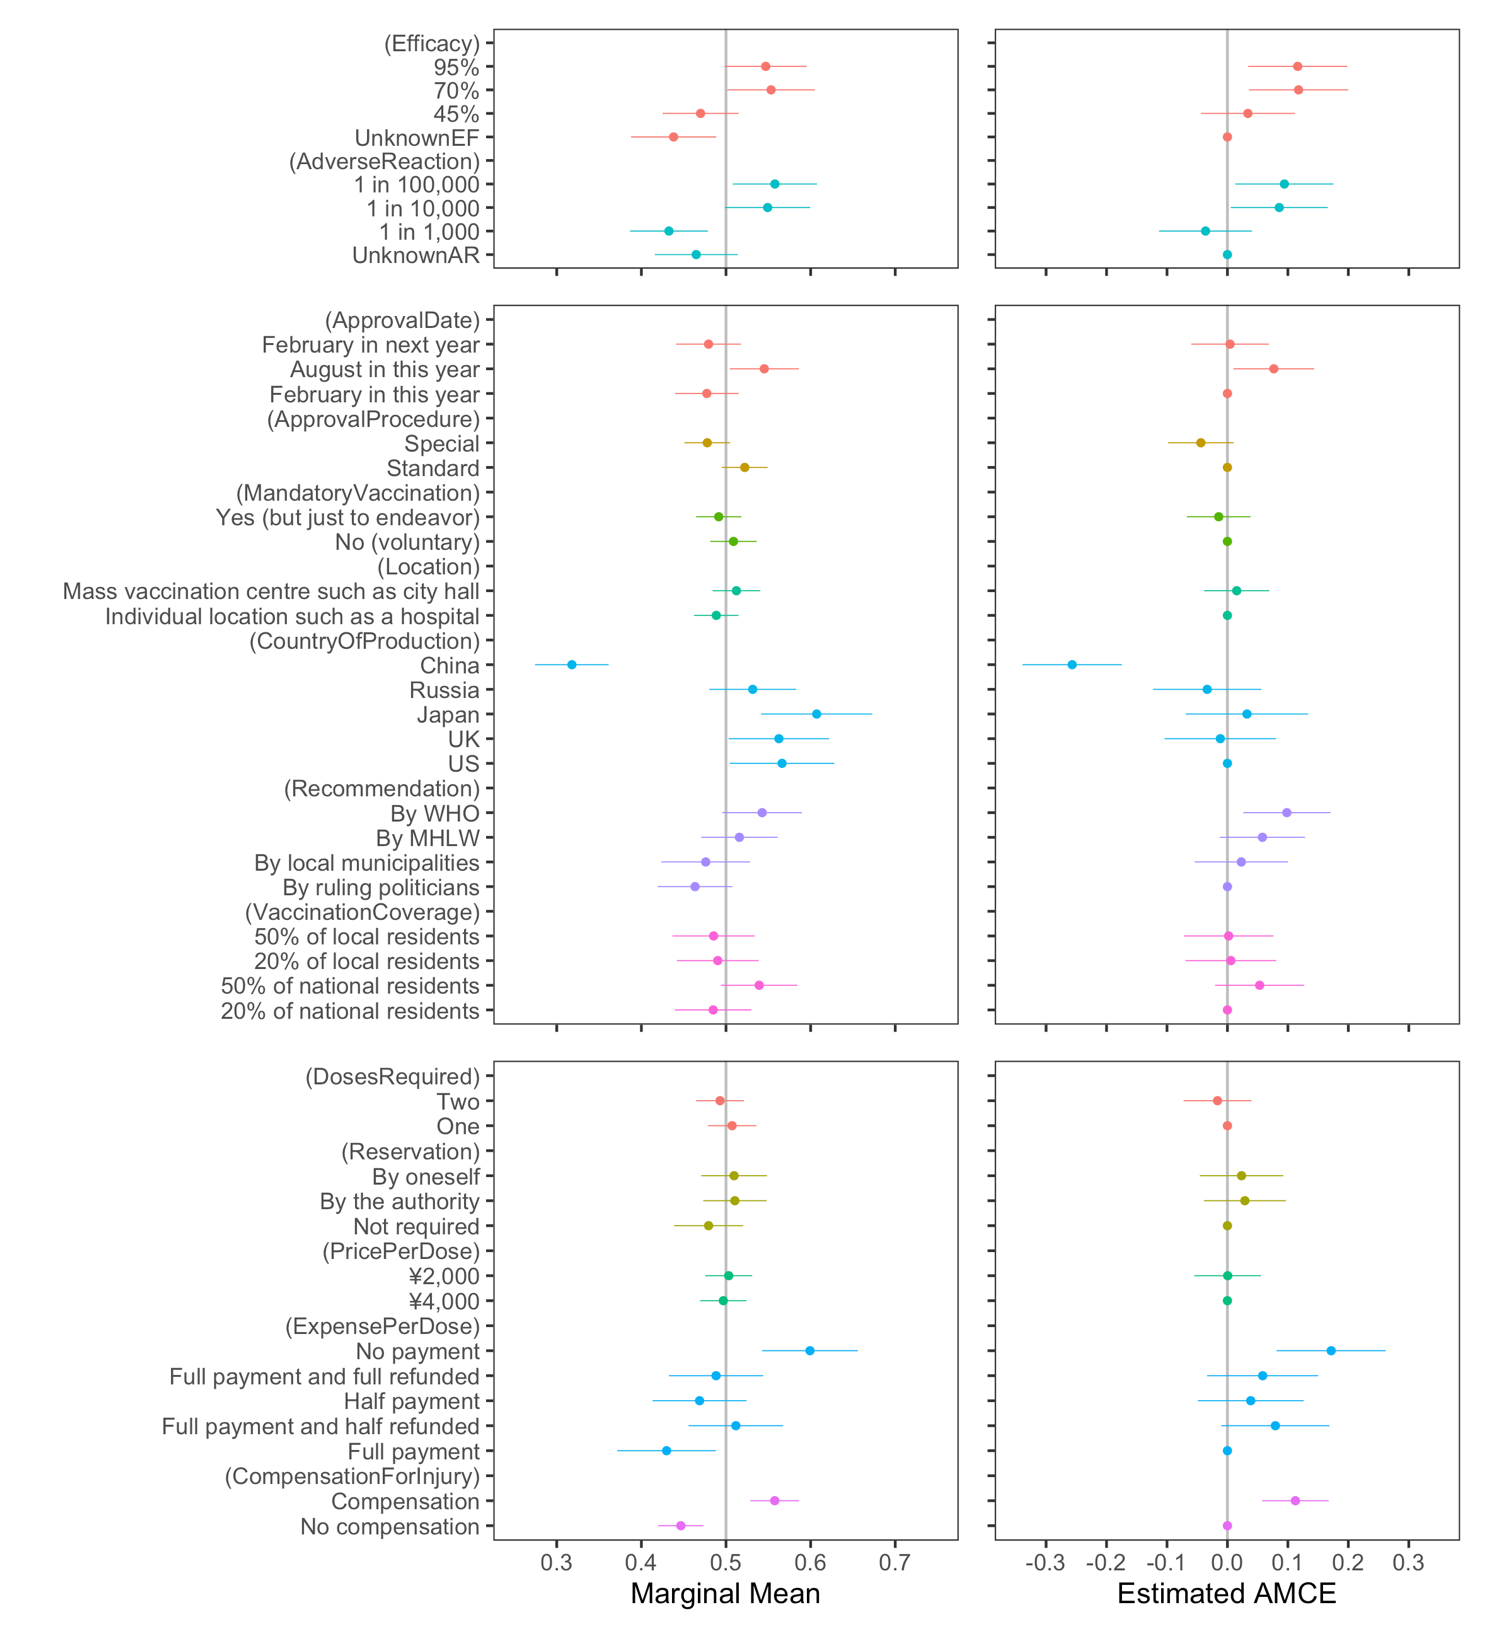 (Efficacy)
95%
70%
45%
UnknownEF
(AdverseReaction)
1 in 100,000
1 in 10,000
1 in 1,000
UnknownAR
(ApprovalDate)
February in next year
August in this year
February in this year
(ApprovalProcedure)
Special
Standard
(MandatoryVaccination)
Yes (but just to endeavor)
No (voluntary)
(Location)
Mass vaccination centre such as city hall
Individual location such as a hospital
(CountryOfProduction)
China
Russia
Japan
UK
US
(Recommendation)
By WHO
By MHLW
By local municipalities
By ruling politicians
(VaccinationCoverage)
50% of local residents
20% of local residents
50% of national residents
20% of national residents
(DosesRequired)
Two
One
(Reservation)
By oneself
By the authority
Not required
(PricePerDose)
¥2,000
¥4,000
(ExpensePerDose)
No payment
Full payment and full refunded
Half payment
Full payment and half refunded
Full payment
(CompensationForInjury)
Compensation
No compensation
0.3 0.4 0.5 0.6 0.7
Marginal Mean
-0.3 -0.2 -0.1 0.0 0.1 0.2 0.3
Estimated AMCE